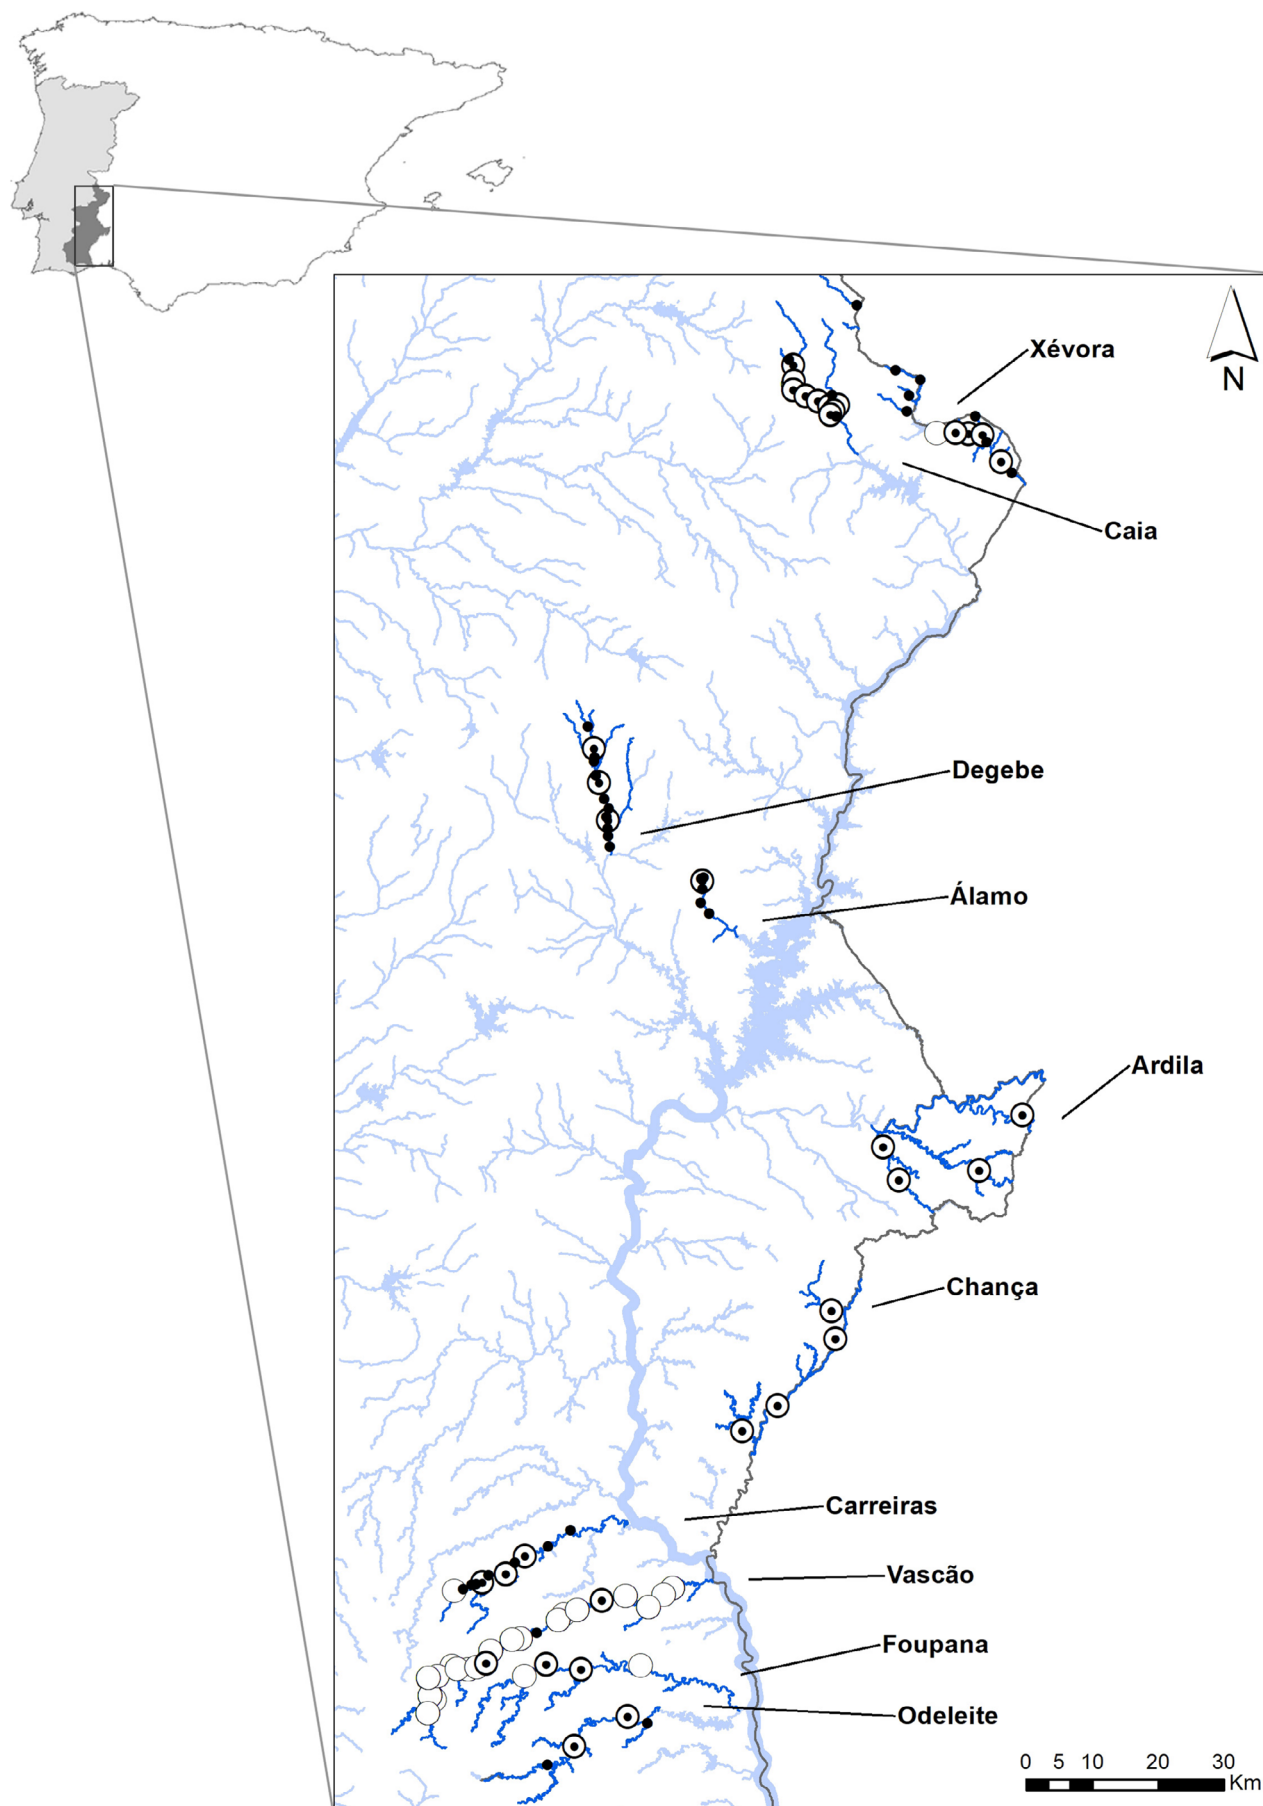 Xévora
N
Caia
Degebe
Álamo
Ardila
Chança
Carreiras
Vascão
Foupana
Odeleite
0 5 10 20 30
Km